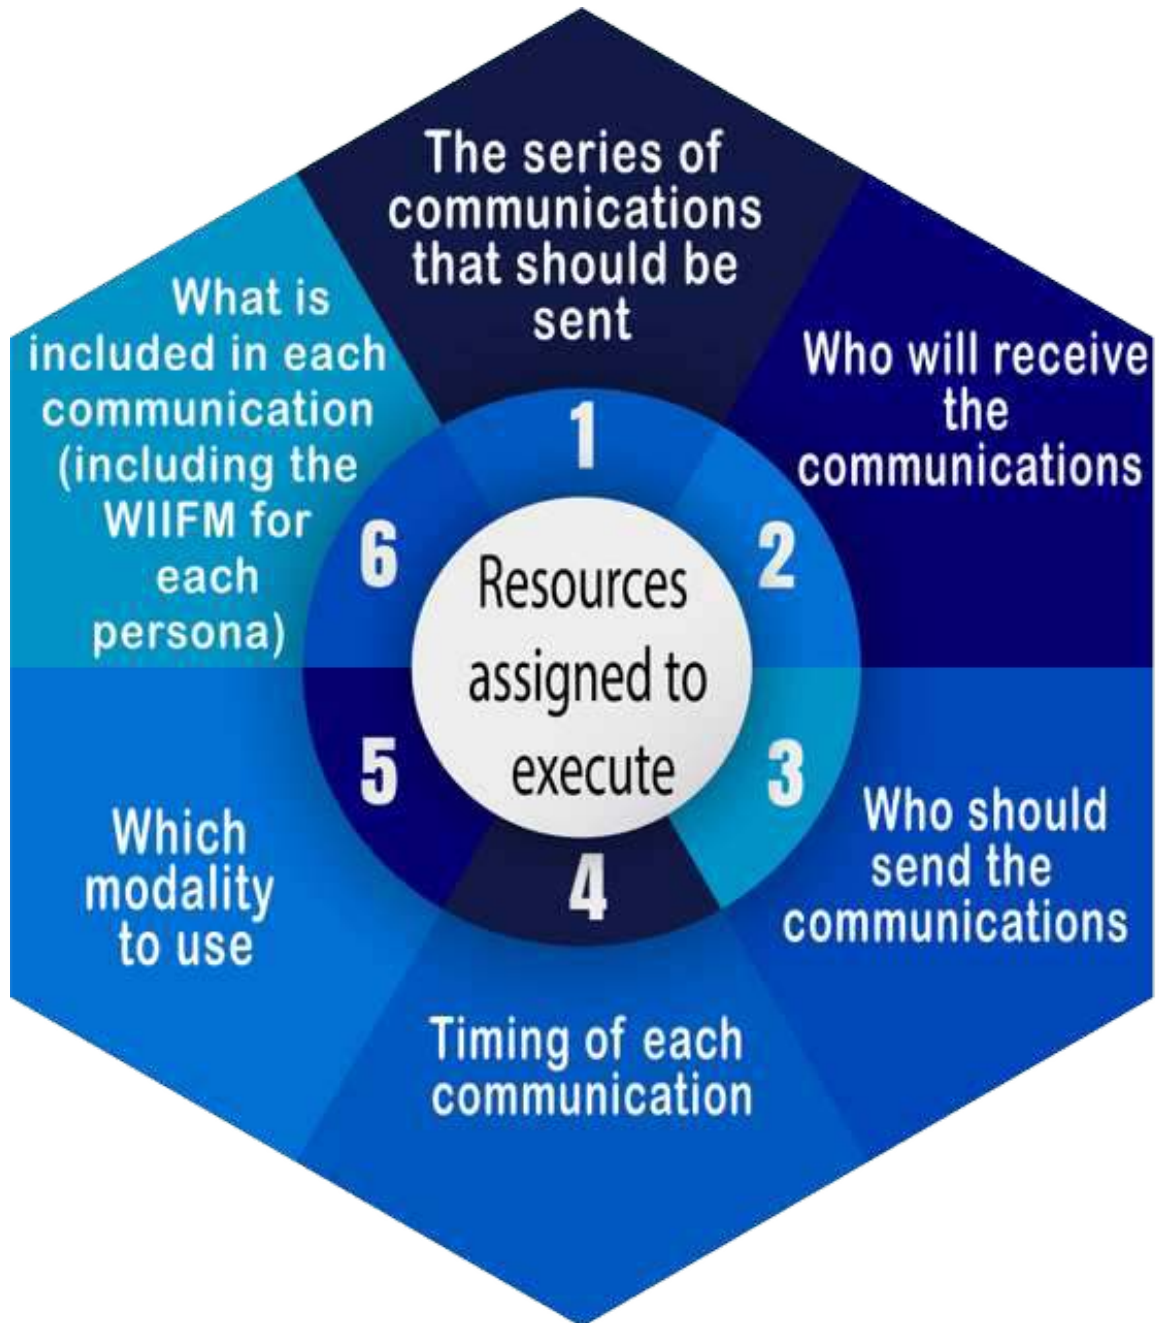 The series of
communications
that should be
sent
1
Who will receive
the
communications
2
Who should
send the
communications
3
Timing of each
communication
4
Which
modality
to use
5
What is
included in each
communication
(including the
WIIFM for
each
persona)
6
Resources
assigned to
execute